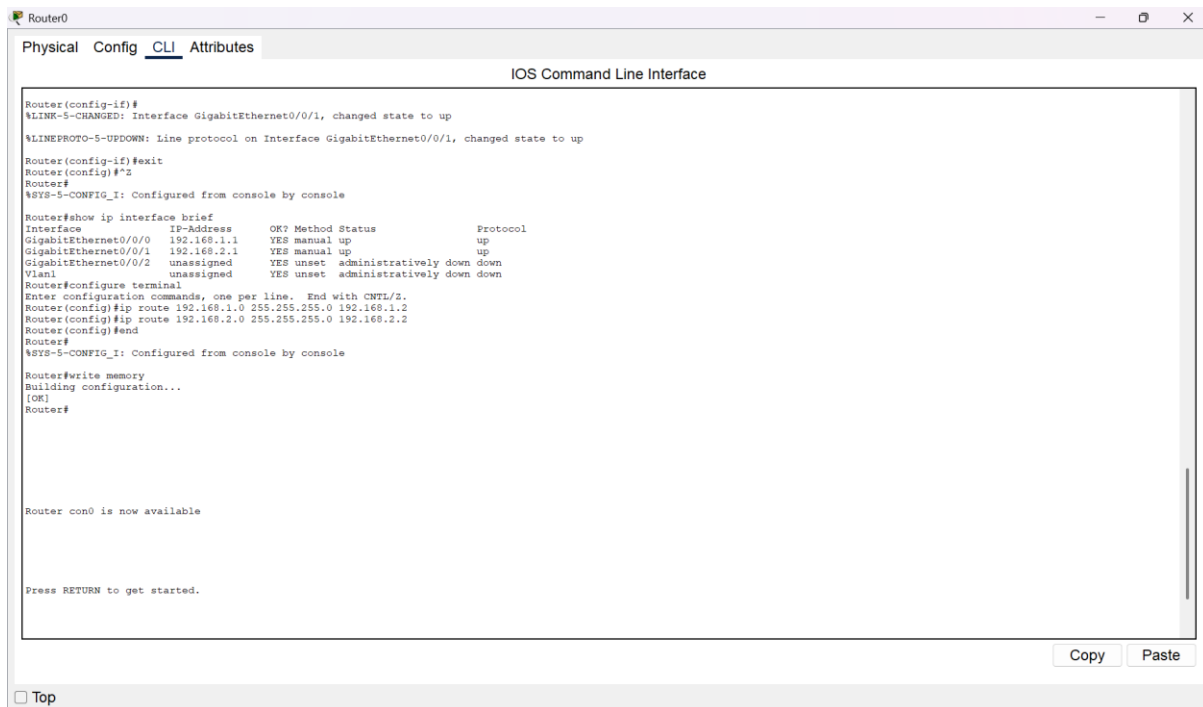 Router0
Physical Config CLI Attributes
IOS Command Line Interface
Router(config-if)#
%LINK-5-CHANGED: Interface GigabitEthernet0/0/1, changed state to up
%LINEPROTO-5-UPDOWN: Line protocol on Interface GigabitEthernet0/0/1, changed state to up
Router(config-if)#exit
Router(config)#^Z
Router#
%SYS-5-CONFIG_I: Configured from console by console
Router#show ip interface brief
Interface IP-Address OK? Method Status Protocol
GigabitEthernet0/0/0 192.168.1.1 YES manual up up
GigabitEthernet0/0/1 192.168.2.1 YES manual up up
GigabitEthernet0/0/2 unassigned YES unset administratively down down
Vlan1 unassigned YES unset administratively down down
Router#configure terminal
Enter configuration commands, one per line. End with CNTL/Z.
Router(config)#ip route 192.168.1.0 255.255.255.0 192.168.1.2
Router(config)#ip route 192.168.2.0 255.255.255.0 192.168.2.2
Router(config)#end
Router#
%SYS-5-CONFIG_I: Configured from console by console
Router#write memory
Building configuration...
[OK]
Router#
Router con0 is now available
Press RETURN to get started.
Copy Paste
Top